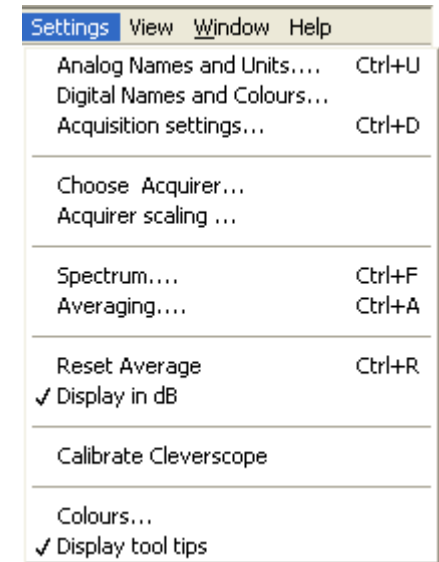 Settings View Window Help
Analog Names and Units.... Ctrl+U
Digital Names and Colours...
Acquisition settings... Ctrl+D
Choose  Acquirer...
Acquirer scaling ...
Spectrum.... Ctrl+F
Averaging.... Ctrl+A
Reset Average Ctrl+R
✓ Display in dB
Calibrate Cleverscope
Colours...
✓ Display tool tips